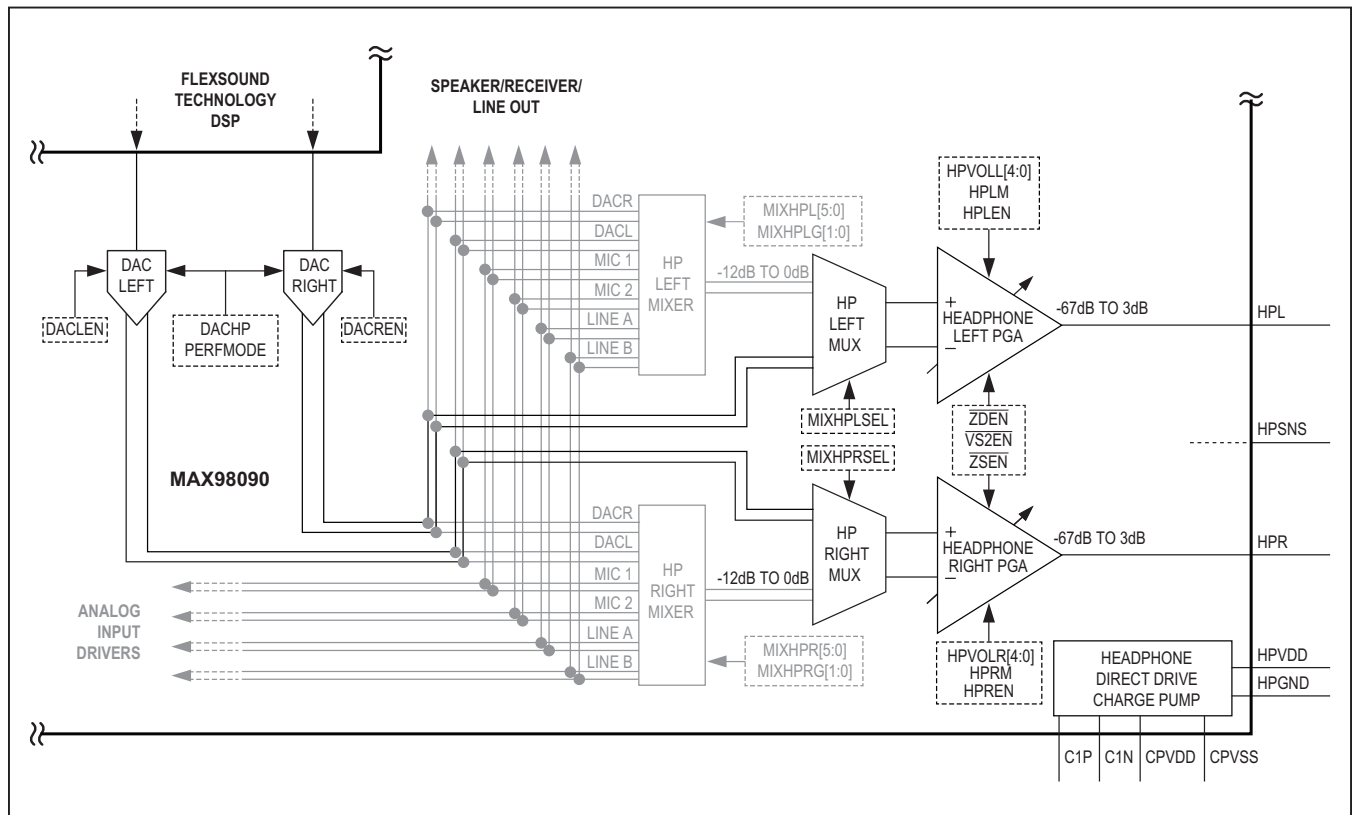 FLEXSOUND
TECHNOLOGY
DSP
SPEAKER/RECEIVER/
LINE OUT
DAC
LEFT
DAC
RIGHT
DACLEN
DACHP
PERFMODE
DACREN
DACR
DACL
MIC 1
MIC 2
LINE A
LINE B
HP
LEFT
MIXER
MIXHPL[5:0]
MIXHPLG[1:0]
-12dB TO 0dB
HP
LEFT
MUX
MIXHPLSEL
HPVOLL[4:0]
HPLM
HPLEN
+
HEADPHONE
LEFT PGA
–
-67dB TO 3dB
HPL
ZDEN
VS2EN
ZSEN
HPSNS
MIXHPRSEL
MAX98090
DACR
DACL
MIC 1
MIC 2
LINE A
LINE B
HP
RIGHT
MIXER
-12dB TO 0dB
MIXHPR[5:0]
MIXHPRG[1:0]
HP
RIGHT
MUX
+
HEADPHONE
RIGHT PGA
–
-67dB TO 3dB
HPR
HPVOLR[4:0]
HPRM
HPREN
ANALOG
INPUT
DRIVERS
HEADPHONE
DIRECT DRIVE
CHARGE PUMP
HPVDD
HPGND
C1P
C1N
CPVDD
CPVSS